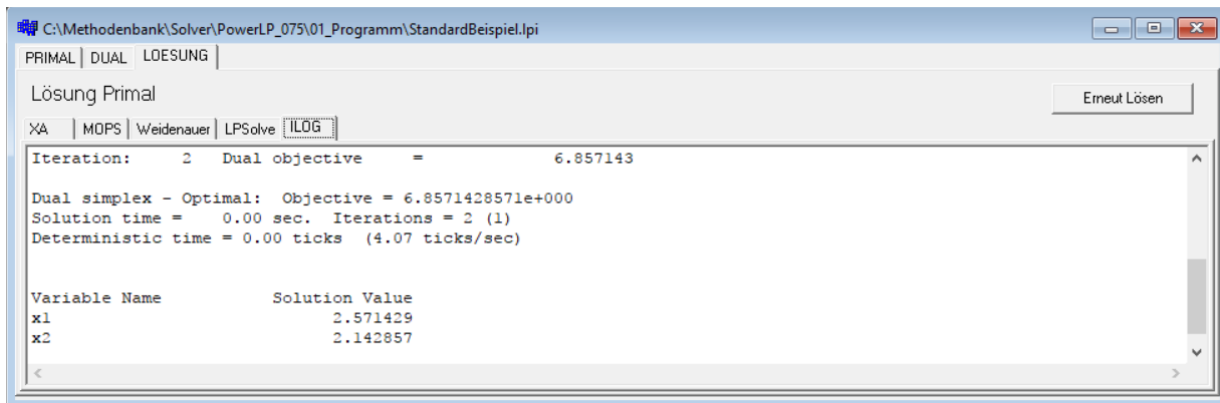 C:\Methodenbank\Solver\PowerLP_075\01_Programm\StandardBeispiel.lpi
PRIMAL DUAL LOESUNG
Lösung Primal
Erneut Lösen
XA MOPS Weidenauer LPSolve ILOG
Iteration: 2 Dual objective = 6.857143
Dual simplex - Optimal: Objective = 6.8571428571e+000
Solution time = 0.00 sec. Iterations = 2 (1)
Deterministic time = 0.00 ticks (4.07 ticks/sec)
Variable Name Solution Value
x1 2.571429
x2 2.142857